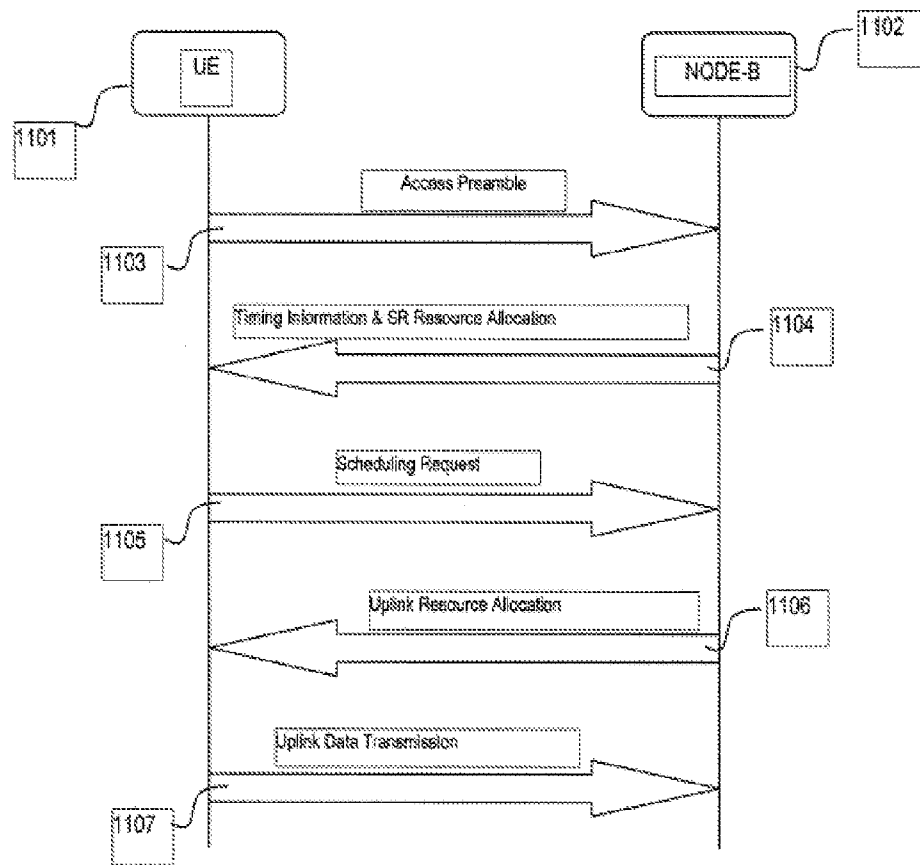 1102
UE
NODE-B
1101
Access Preamble
1103
Timing Information & SR Resource Allocation
1104
Scheduling Request
1105
Uplink Resource Allocation
1106
Uplink Data Transmission
1107